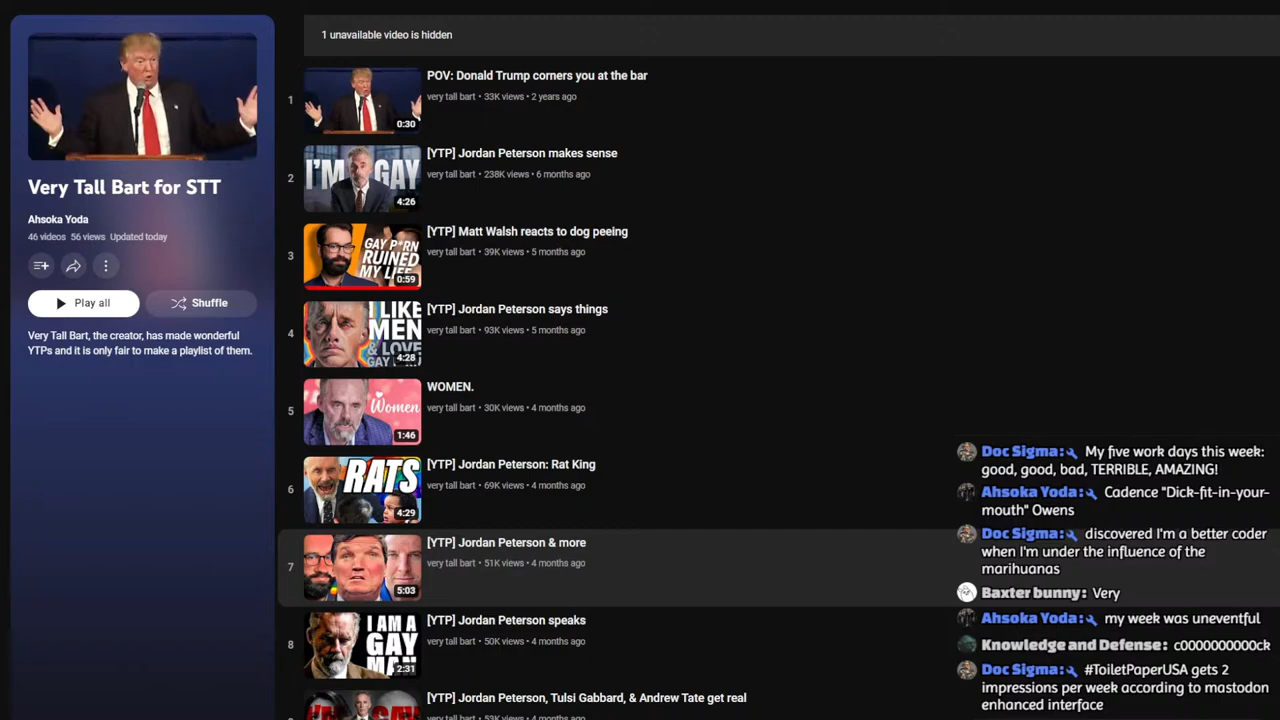 1 unavailable video is hidden
Very Tall Bart for STT
Ahsoka Yoda
46 videos 56 views Updated today
Play all
Shuffle
Very Tall Bart, the creator, has made wonderful
YTPs and it is only fair to make a playlist of them.
1
0:30
POV: Donald Trump corners you at the bar
very tall bart • 33K views • 2 years ago
2
I'M GAY
4:26
[YTP] Jordan Peterson makes sense
very tall bart • 238K views • 6 months ago
3
GAY P*RN
RUINED
MY LIFE
0:59
[YTP] Matt Walsh reacts to dog peeing
very tall bart • 39K views • 5 months ago
4
I LIKE
MEN
& LOVE
GAY
4:28
[YTP] Jordan Peterson says things
very tall bart • 93K views • 5 months ago
5
Women
1:46
WOMEN.
very tall bart • 30K views • 4 months ago
6
RATS
4:29
[YTP] Jordan Peterson: Rat King
very tall bart • 69K views • 4 months ago
7
5:03
[YTP] Jordan Peterson & more
very tall bart • 51K views • 4 months ago
8
I AM A
GAY
MAN
2:31
[YTP] Jordan Peterson speaks
very tall bart • 50K views • 4 months ago
[YTP] Jordan Peterson, Tulsi Gabbard, & Andrew Tate get real
very tall bart • 53K views • 4 months ago
Doc Sigma: My five work days this week:
good, good, bad, TERRIBLE, AMAZING!
Ahsoka Yoda: Cadence "Dick-fit-in-your-
mouth" Owens
Doc Sigma: discovered I'm a better coder
when I'm under the influence of the
marihuanas
Baxter bunny: Very
Ahsoka Yoda: my week was uneventful
Knowledge and Defense: c0000000000ck
Doc Sigma: #ToiletPaperUSA gets 2
impressions per week according to mastodon
enhanced interface